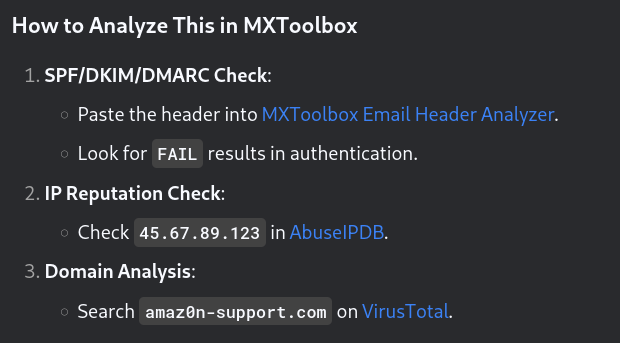 How to Analyze This in MXToolbox
1. SPF/DKIM/DMARC Check:
○ Paste the header into MXToolbox Email Header Analyzer.
○ Look for FAIL results in authentication.
2. IP Reputation Check:
○ Check 45.67.89.123 in AbuseIPDB.
3. Domain Analysis:
○ Search amaz0n-support.com on VirusTotal.